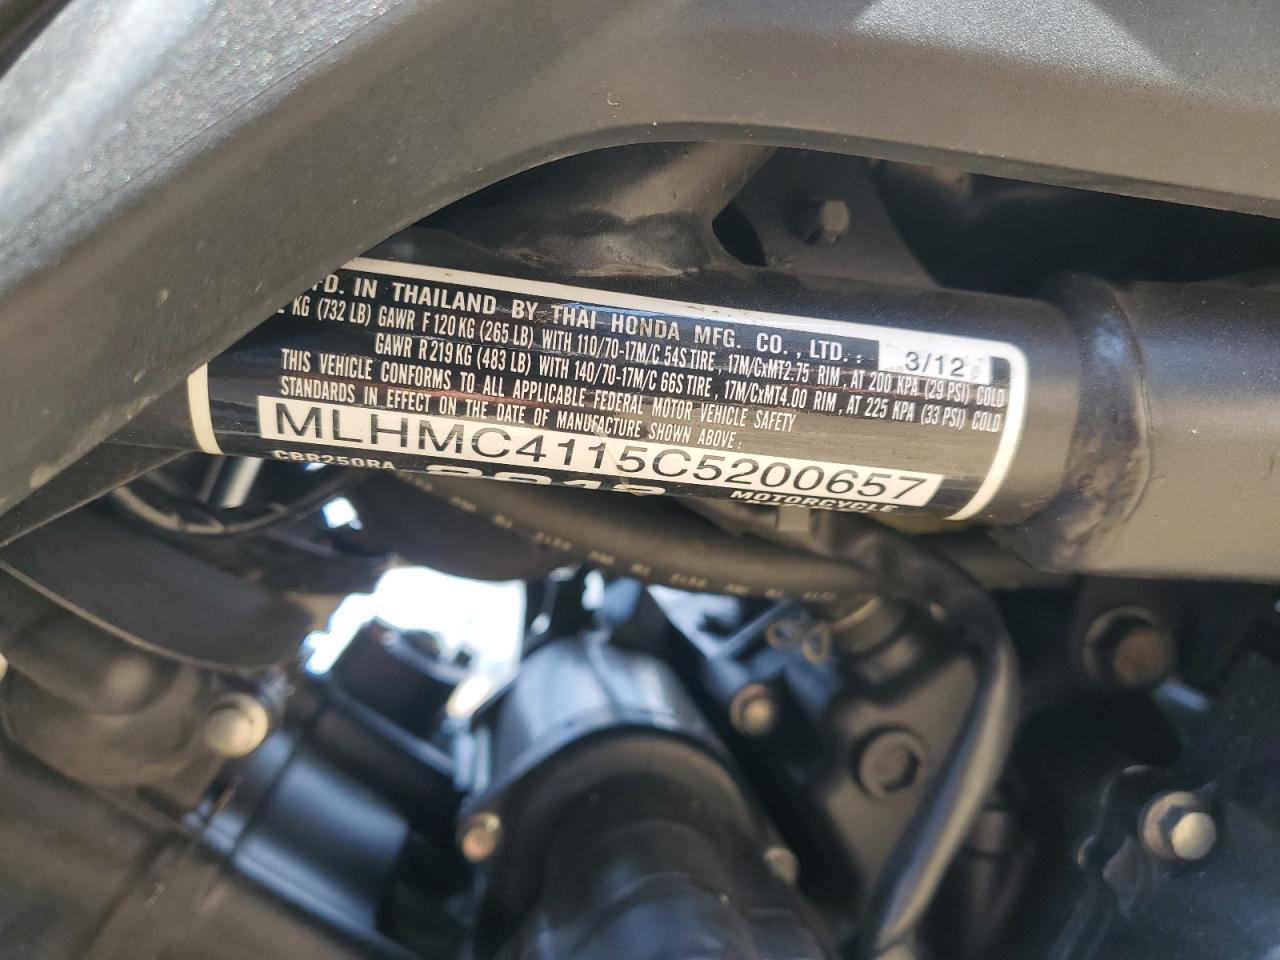 MFD. IN THAILAND BY THAI HONDA MFG. CO., LTD.: 3/12
KG (732 LB) GAWR F 120 KG (265 LB) WITH 110/70-17M/C 54S TIRE, 17M/CxMT2.75 RIM, AT 200 KPA (29 PSI) COLD
GAWR R 219 KG (483 LB) WITH 140/70-17M/C 66S TIRE, 17M/CxMT4.00 RIM, AT 225 KPA (33 PSI) COLD
THIS VEHICLE CONFORMS TO ALL APPLICABLE FEDERAL MOTOR VEHICLE SAFETY
STANDARDS IN EFFECT ON THE DATE OF MANUFACTURE SHOWN ABOVE:
MLHMC4115C5200657
CBR250RA 2012 MOTORCYCLE